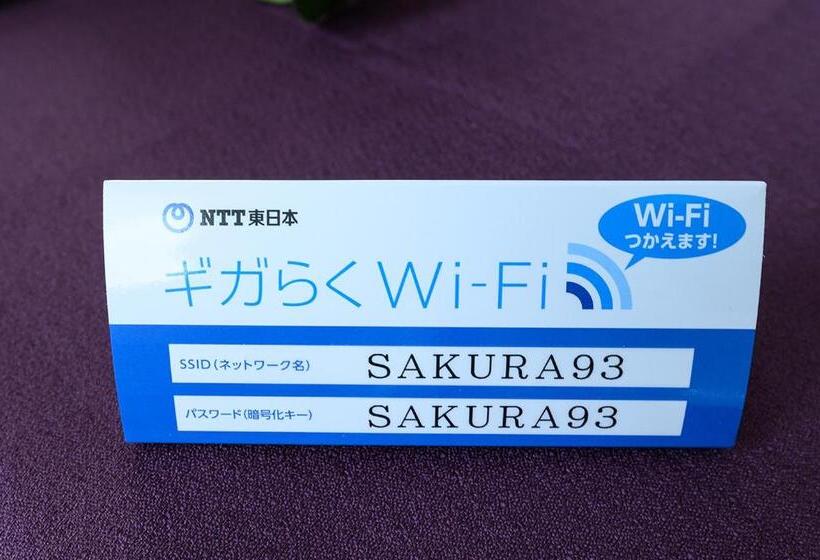 NTT東日本
Wi-Fi
つかえます!
ギガらくWi-Fi
SSID(ネットワーク名) SAKURA93
パスワード(暗号化キー) SAKURA93